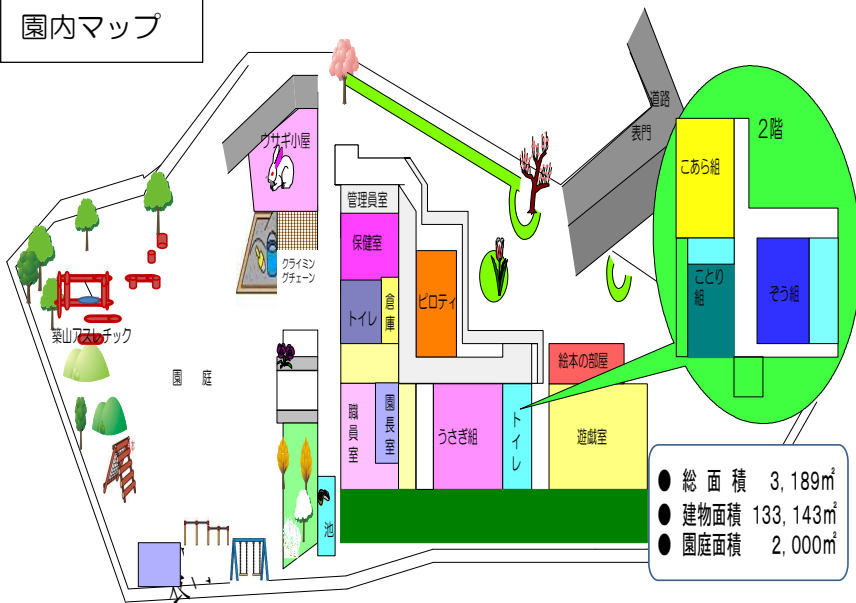 園内マップ
道路
表門
2階
ウサギ小屋
こあら組
管理員室
保健室
クライミン
グチェーン
ことり
組
ぞう組
トイレ
倉庫
ピロティ
築山アスレチック
園 庭
絵本の部屋
職員室
園長室
うさぎ組
トイレ
遊戯室
池
● 総 面 積 3,189㎡
● 建物面積 133,143㎡
● 園庭面積 2,000㎡